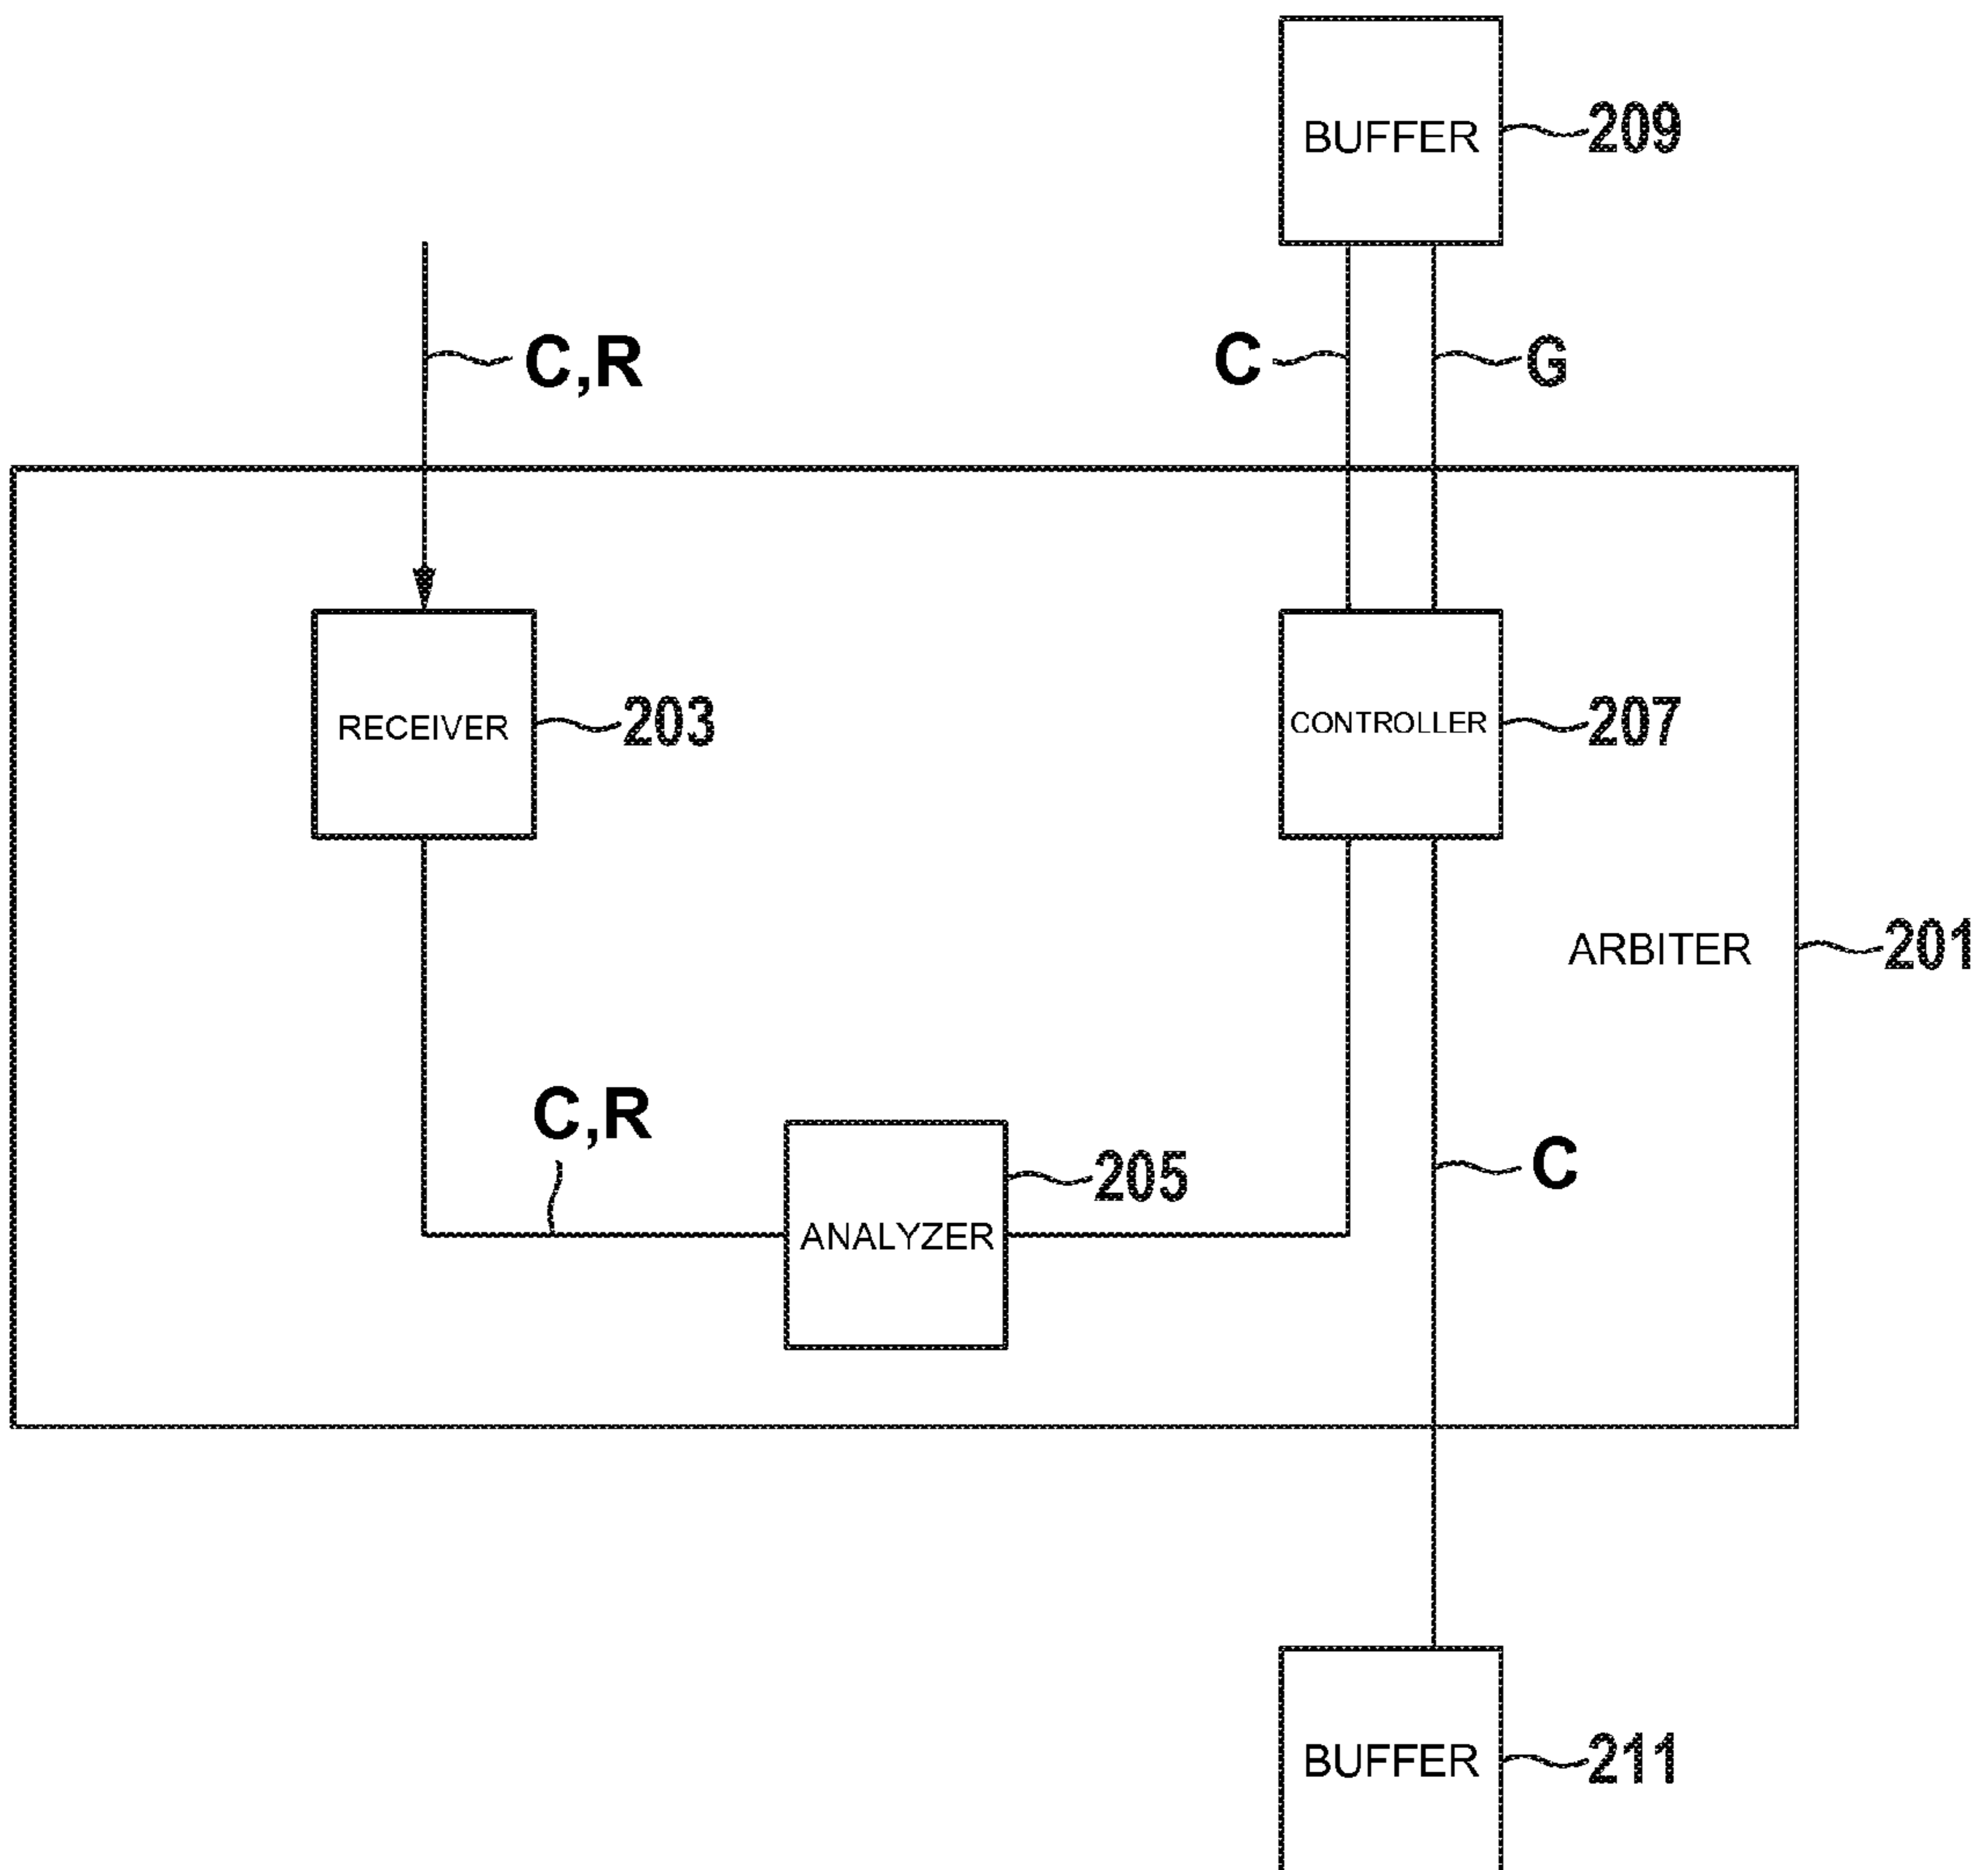 BUFFER 209
C,R
C
G
RECEIVER 203
CONTROLLER 207
ARBITER 201
C,R
C
205
ANALYZER
BUFFER 211